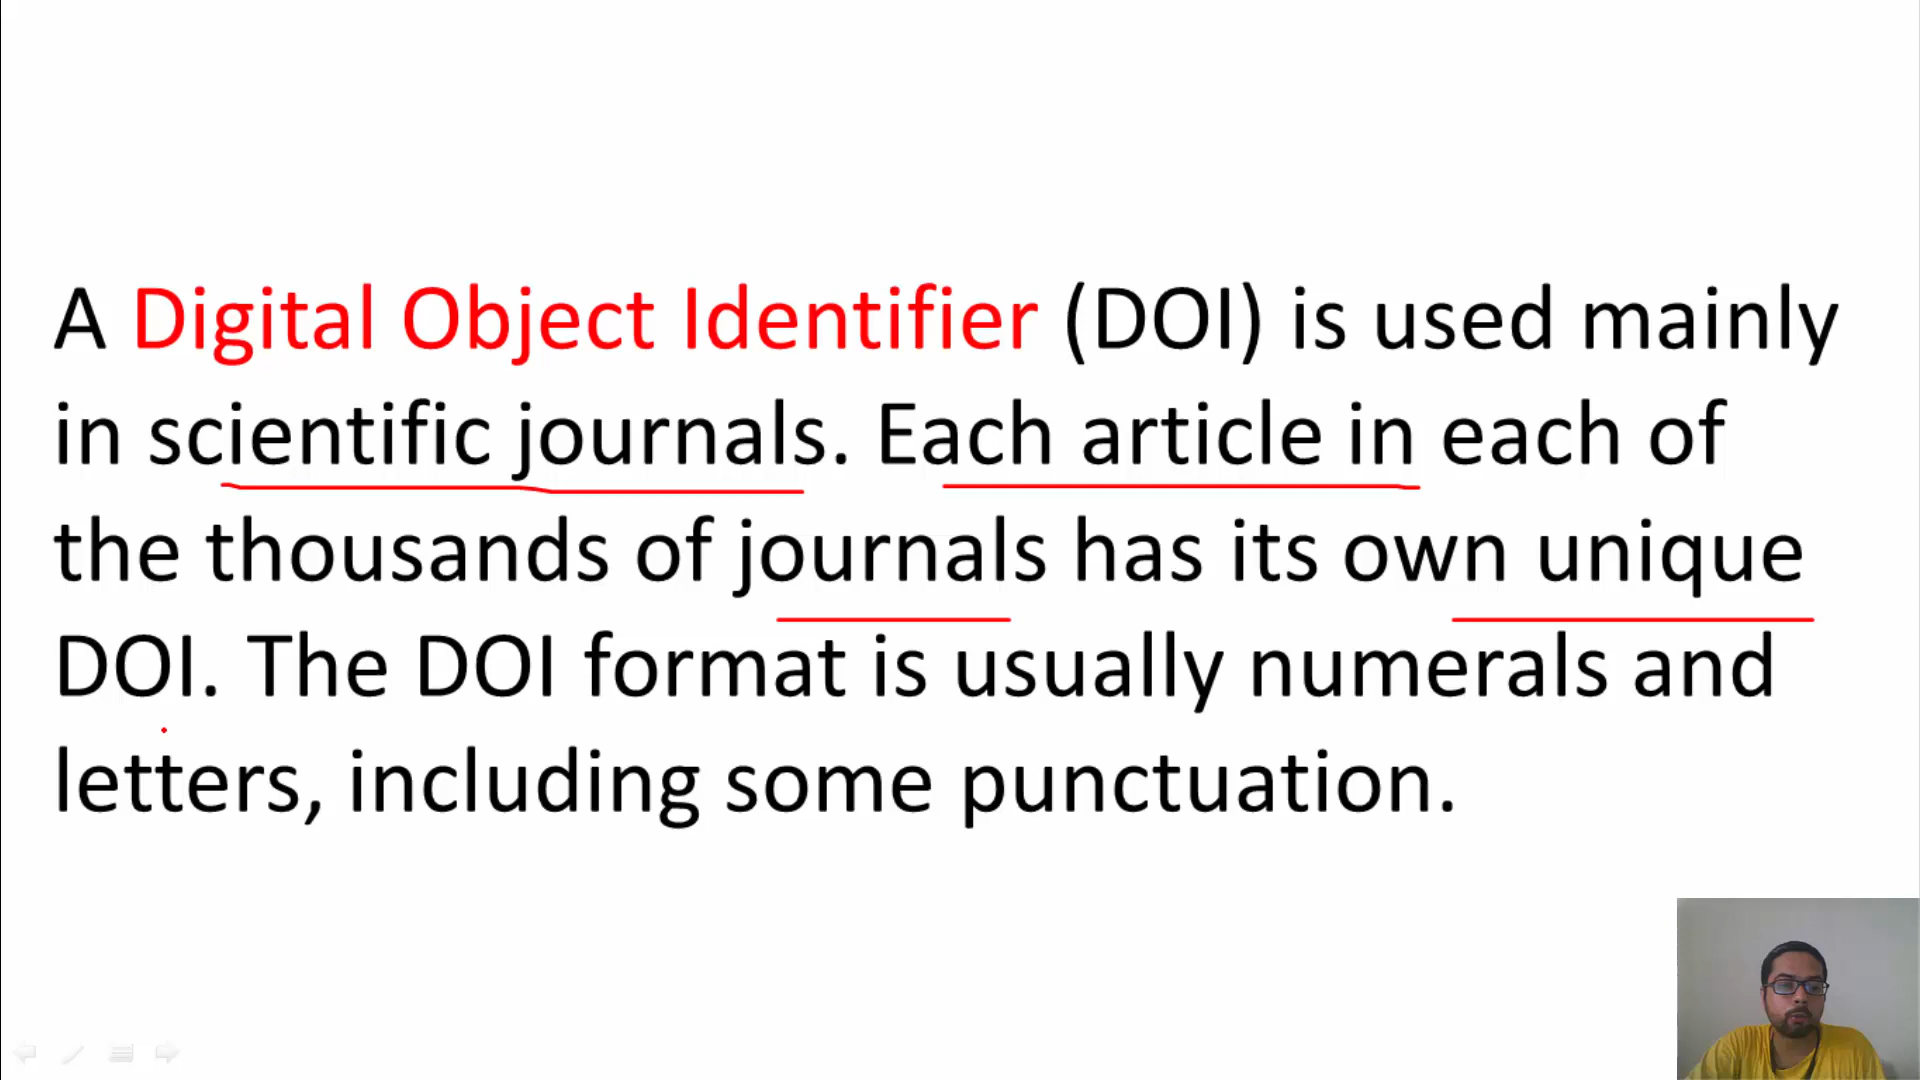 A Digital Object Identifier (DOI) is used mainly
in scientific journals. Each article in each of
the thousands of journals has its own unique
DOI. The DOI format is usually numerals and
letters, including some punctuation.